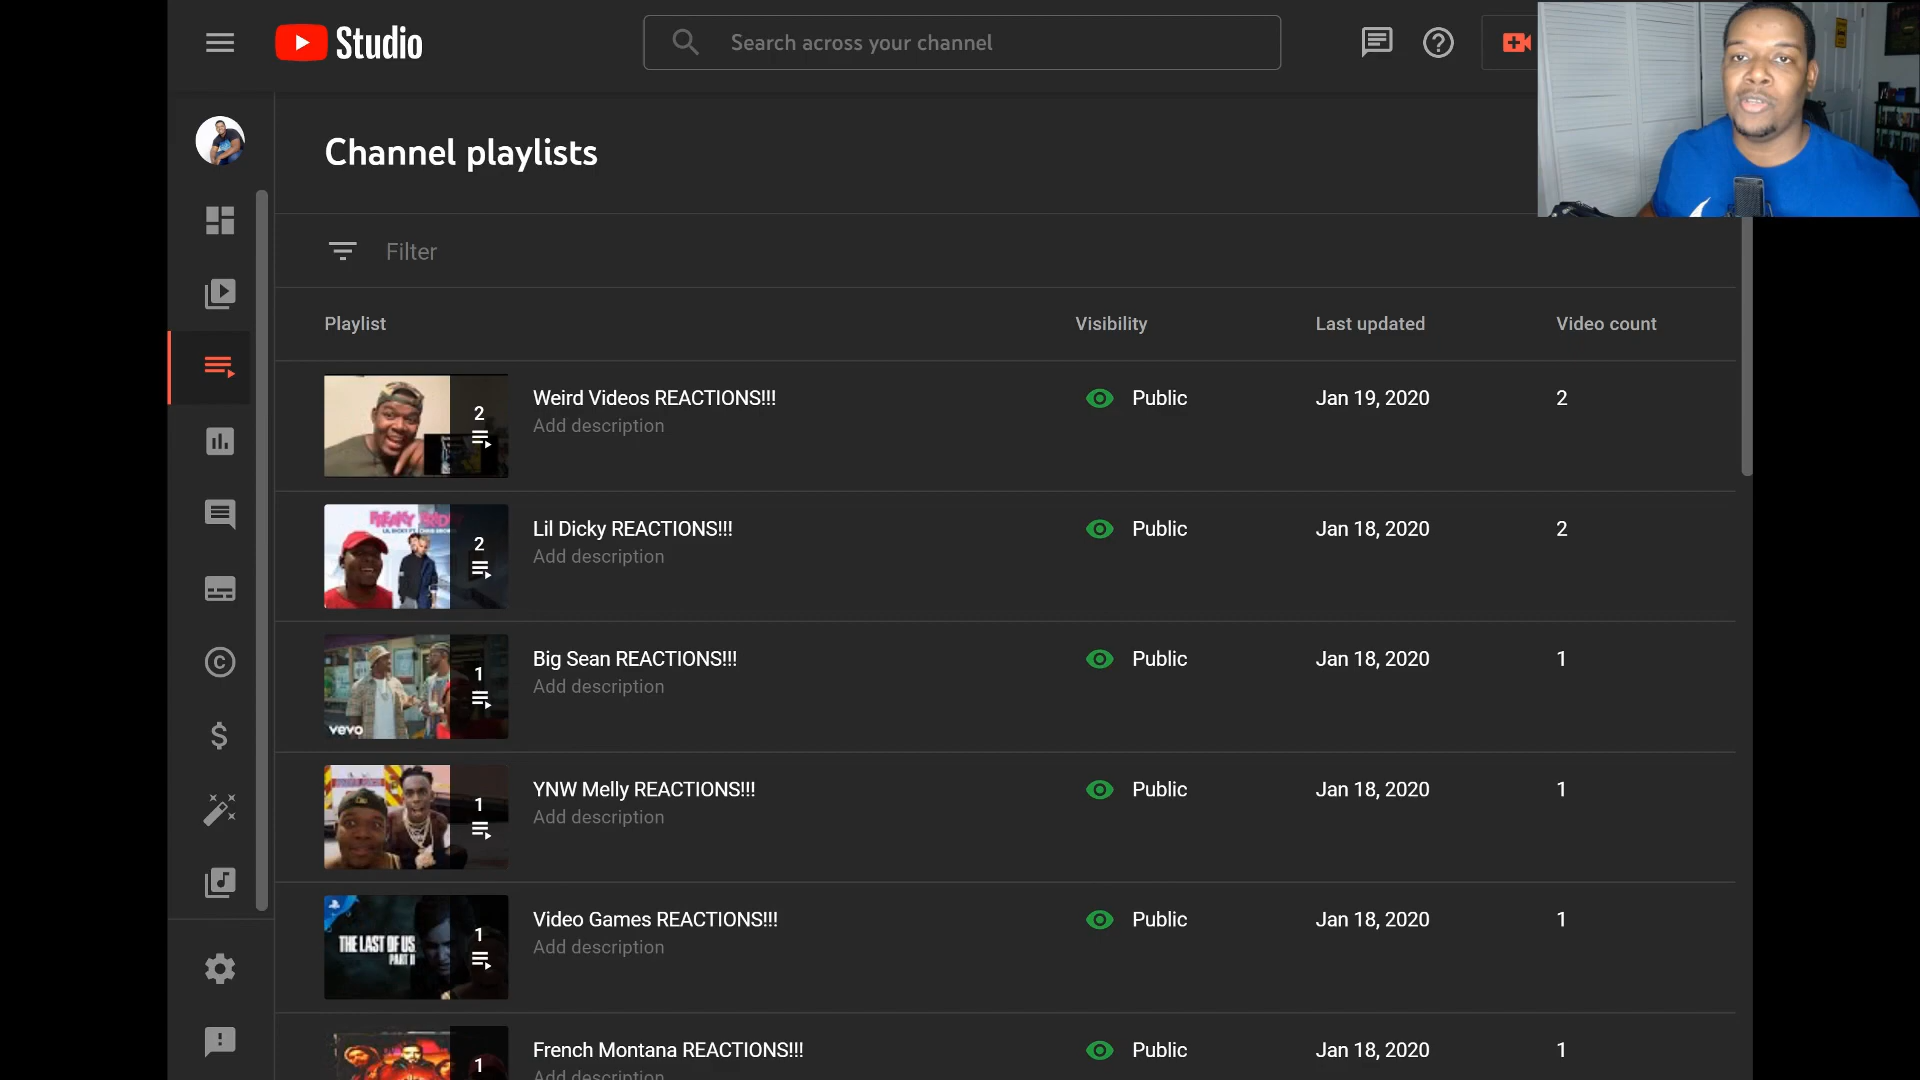 Studio
Search across your channel
Channel playlists
Filter
Playlist
Visibility
Last updated
Video count
2
Weird Videos REACTIONS!!!
Add description
Public
Jan 19, 2020
2
2
Lil Dicky REACTIONS!!!
Add description
Public
Jan 18, 2020
2
1
vevo
Big Sean REACTIONS!!!
Add description
Public
Jan 18, 2020
1
1
YNW Melly REACTIONS!!!
Add description
Public
Jan 18, 2020
1
THE LAST OF US
PART II
1
Video Games REACTIONS!!!
Add description
Public
Jan 18, 2020
1
1
French Montana REACTIONS!!!
Add description
Public
Jan 18, 2020
1